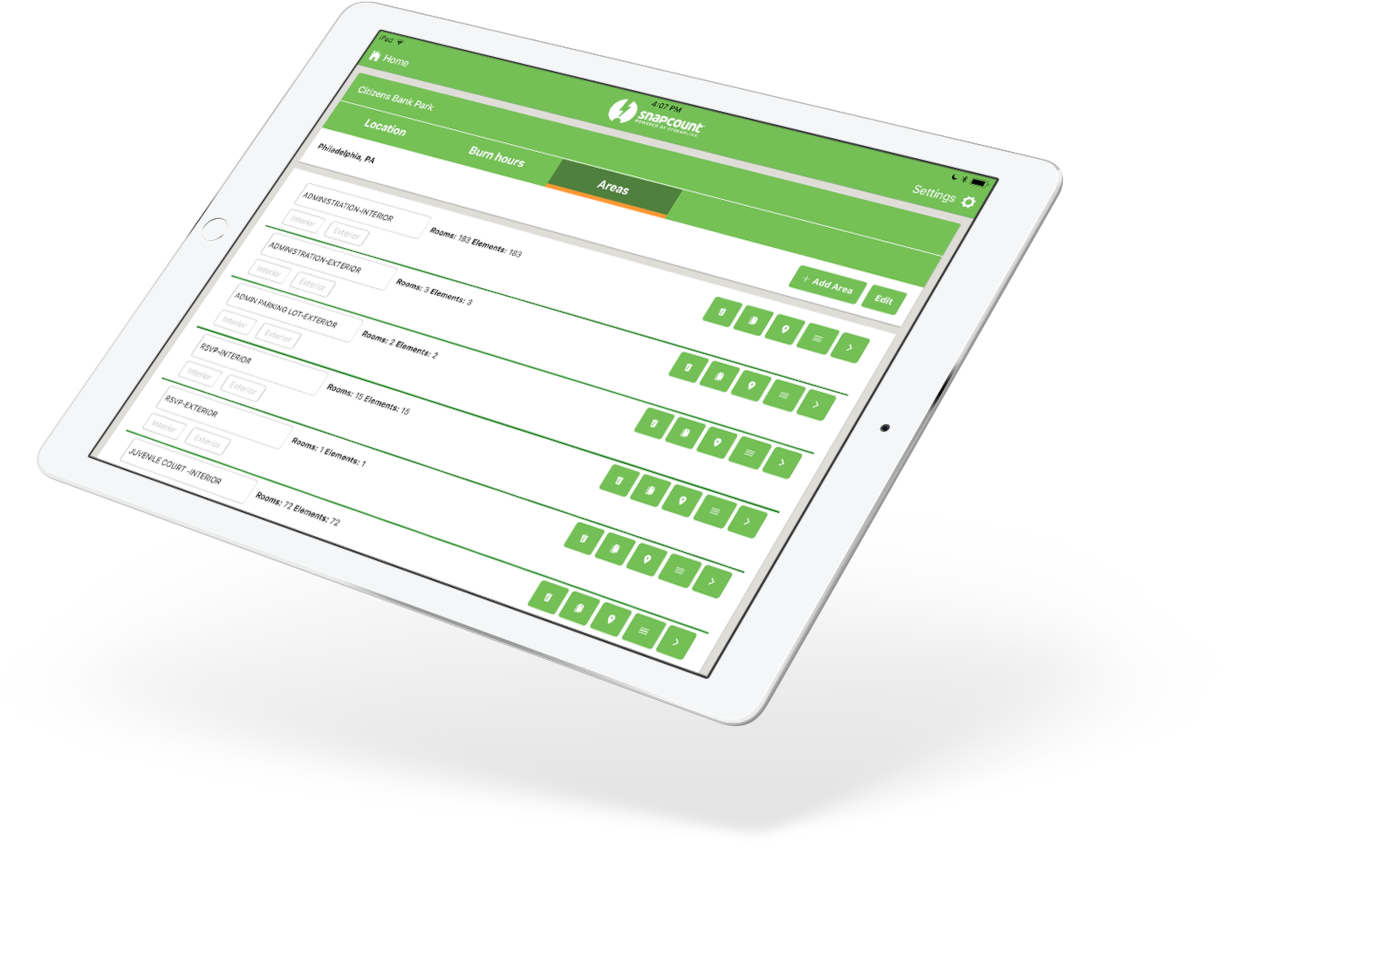 iPad
4:07 PM
Home
snapcount
POWERED BY STREAMLINX
Settings
Citizens Bank Park
Location
Burn hours
Areas
Philadelphia, PA
+ Add Area
Edit
ADMINISTRATION-INTERIOR
Rooms: 183 Elements: 183
Interior
Exterior
ADMINISTRATION-EXTERIOR
Rooms: 3 Elements: 3
Interior
Exterior
ADMIN PARKING LOT-EXTERIOR
Rooms: 2 Elements: 2
Interior
Exterior
RSVP-INTERIOR
Rooms: 15 Elements: 15
Interior
Exterior
RSVP-EXTERIOR
Rooms: 1 Elements: 1
Interior
Exterior
JUVENILE COURT -INTERIOR
Rooms: 72 Elements: 72